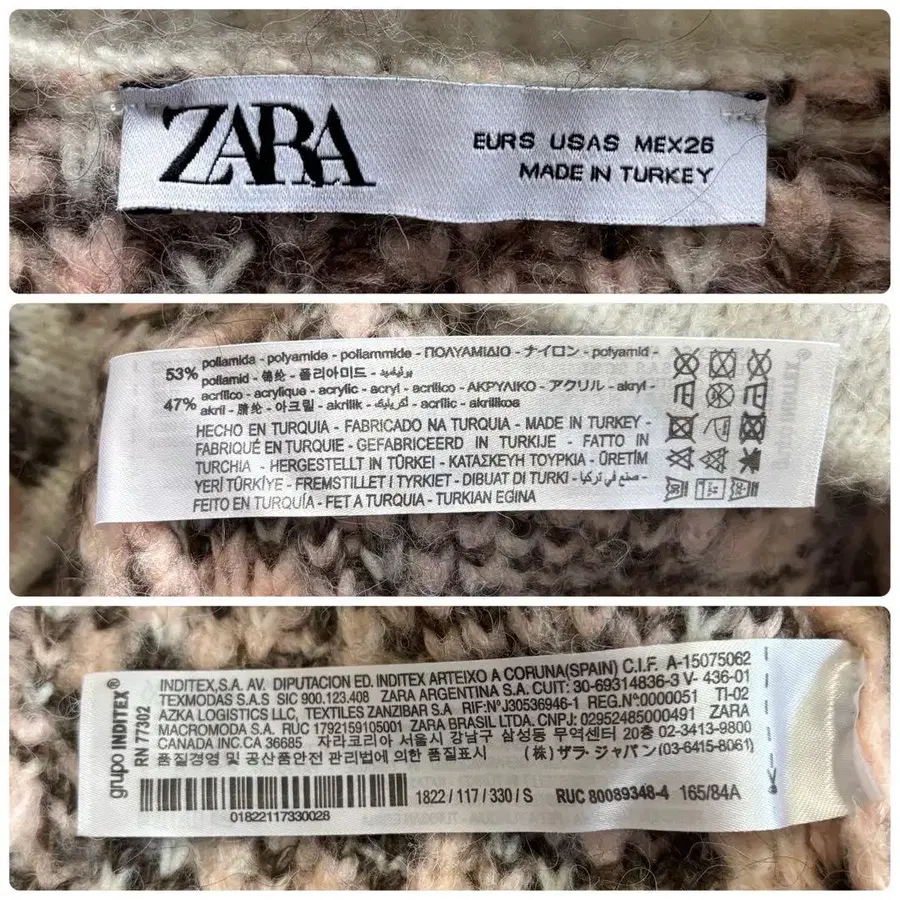 ZARA
EURS USAS MEX26
MADE IN TURKEY
53% poliamida - polyamide - poliammide - ΠΟΛΥΑΜΙΔΙΟ - ナイロン - polyamid -
poliamid - 锦纶 - 폴리아미드 - بوليميد
47% acrílico - acrylique - acrylic - acryl - acrilico - ΑΚΡΥΛΙΚΟ - アクリル - akryl -
akril - 腈纶 - 아크릴 - akrilik - أكريليك - acrilic - akrilikoa
HECHO EN TURQUIA - FABRICADO NA TURQUIA - MADE IN TURKEY -
FABRIQUÉ EN TURQUIE - GEFABRICEERD IN TURKIJE - FATTO IN
TURCHIA - HERGESTELLT IN TÜRKEI - ΚΑΤΑΣΚΕΥΗ ΤΟΥΡΚΙΑ - ÜRETİM
YERİ TÜRKİYE - FREMSTILLET I TYRKIET - DIBUAT DI TURKI - صنع في تركيا -
FEITO EN TURQUÍA - FET A TURQUIA - TURKIAN EGINA
grupo INDITEX®
RN 77302
INDITEX,S.A. AV. DIPUTACION ED. INDITEX ARTEIXO A CORUNA(SPAIN) C.I.F. A-15075062
TEXMODAS S.A.S SIC 900.123.408 ZARA ARGENTINA S.A. CUIT: 30-69314836-3 V- 436-01
AZKA LOGISTICS LLC, TEXTILES ZANZIBAR S.A. RIF:NºJ30536946-1 REG.Nº0000051 TI-02
MACROMODA S.A. RUC 1792159105001 ZARA BRASIL LTDA. CNPJ: 02952485000491 ZARA
CANADA INC.CA 36685 자라코리아 서울시 강남구 삼성동 무역센터 20층 02-3413-9800
품질경영 및 공산품안전 관리법에 의한 품질표시 (株) ザラ・ジャパン(03-6415-8061)
01822117330028
1822 / 117 / 330 / S RUC 80089348-4 165/84A